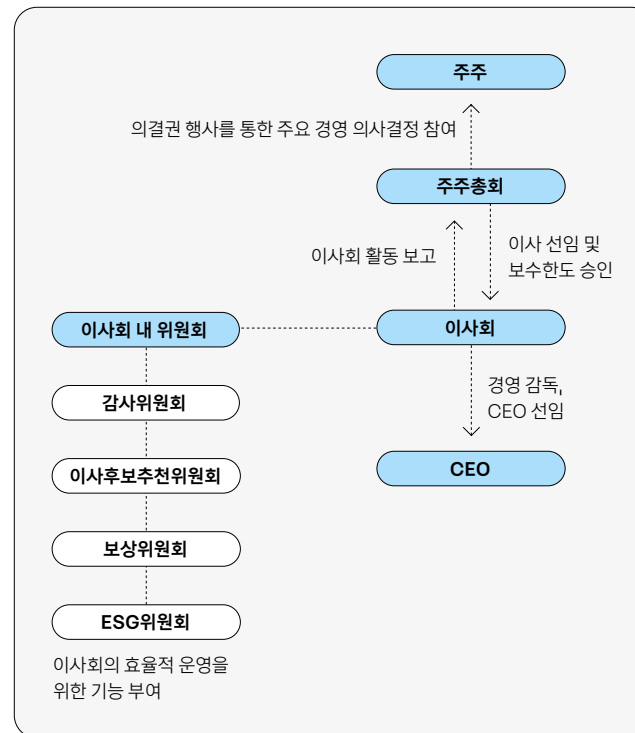 주주
의결권 행사를 통한 주요 경영 의사결정 참여
주주총회
이사회 활동 보고
이사 선임 및
보수한도 승인
이사회 내 위원회
이사회
감사위원회
경영 감독,
CEO 선임
이사후보추천위원회
CEO
보상위원회
ESG위원회
이사회의 효율적 운영을
위한 기능 부여